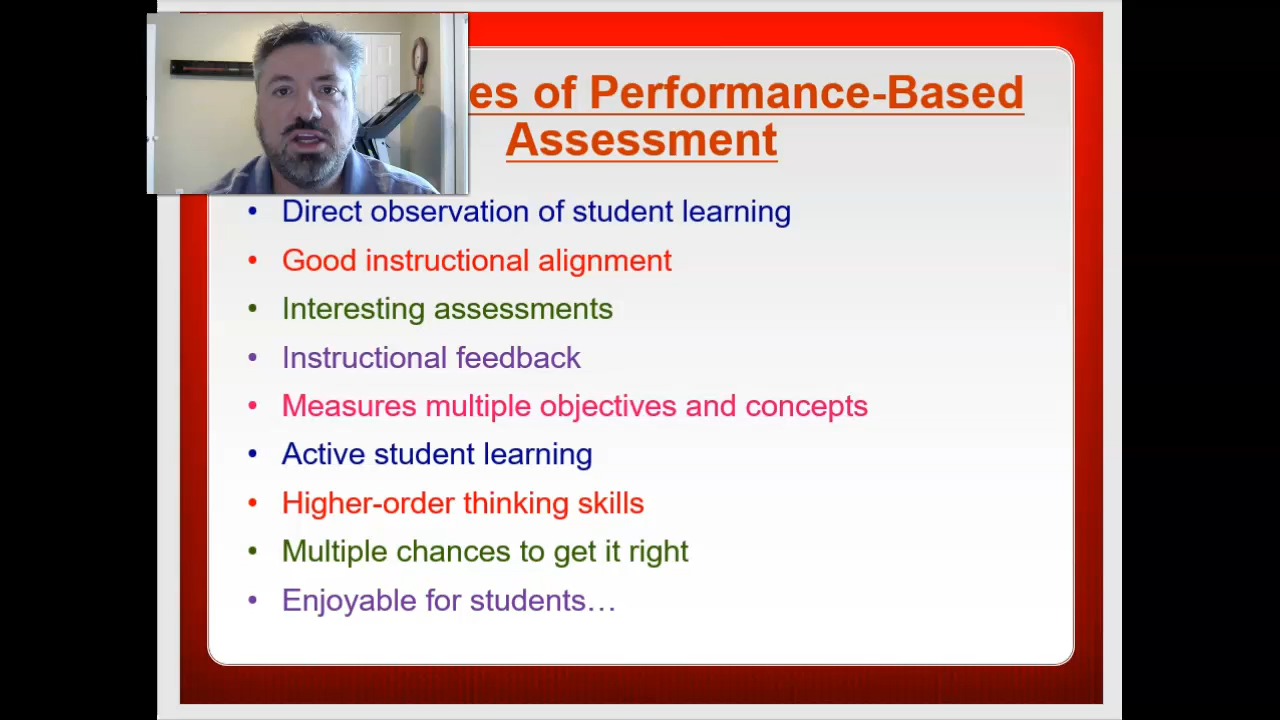 es of Performance-Based
Assessment
• Direct observation of student learning
• Good instructional alignment
• Interesting assessments
• Instructional feedback
• Measures multiple objectives and concepts
• Active student learning
• Higher-order thinking skills
• Multiple chances to get it right
• Enjoyable for students…